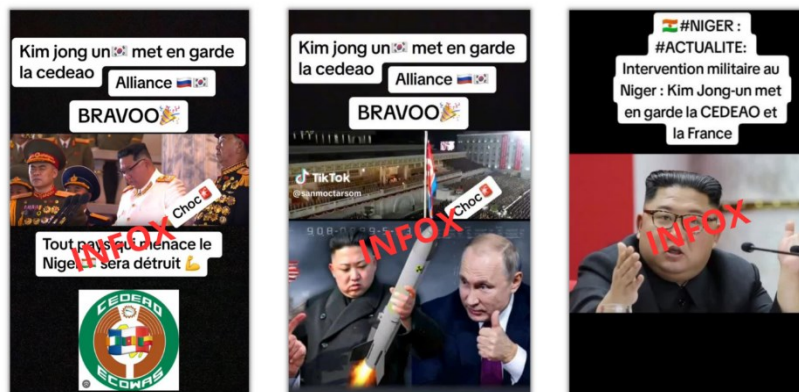 Kim jong un🇰🇷 met en garde
la cedeao
Alliance 🇷🇺🇰🇷
BRAVOO🎉
Choc🚨
INFOX
Tout pays qui menace le
Niger🇳🇪 sera détruit 💪
CEDEAO
ECOWAS
Kim jong un🇰🇷 met en garde
la cedeao
Alliance 🇷🇺🇰🇷
BRAVOO🎉
TikTok
@sanmoctarsom
Choc🚨
INFOX
🇳🇪 #NIGER :
#ACTUALITE:
Intervention militaire au
Niger : Kim Jong-un met
en garde la CEDEAO et
la France
INFOX